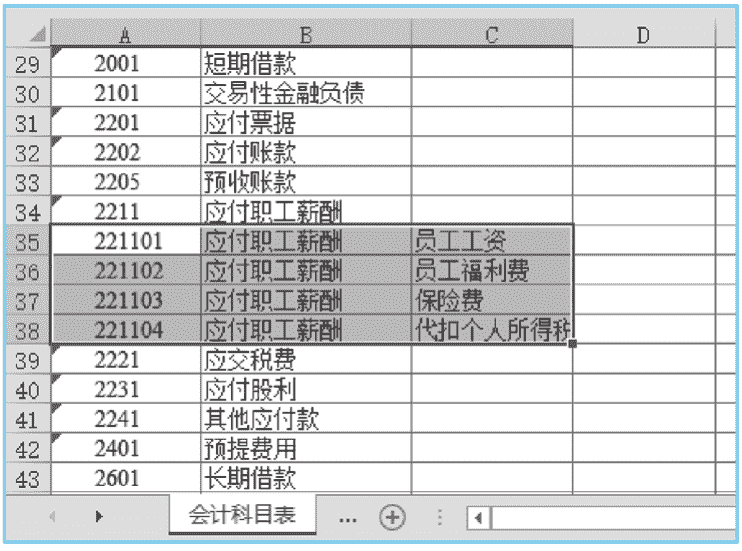 A B C D
29 2001 短期借款
30 2101 交易性金融负债
31 2201 应付票据
32 2202 应付账款
33 2205 预收账款
34 2211 应付职工薪酬
35 221101 应付职工薪酬 员工工资
36 221102 应付职工薪酬 员工福利费
37 221103 应付职工薪酬 保险费
38 221104 应付职工薪酬 代扣个人所得税
39 2221 应交税费
40 2231 应付股利
41 2241 其他应付款
42 2401 预提费用
43 2601 长期借款
会计科目表 ...